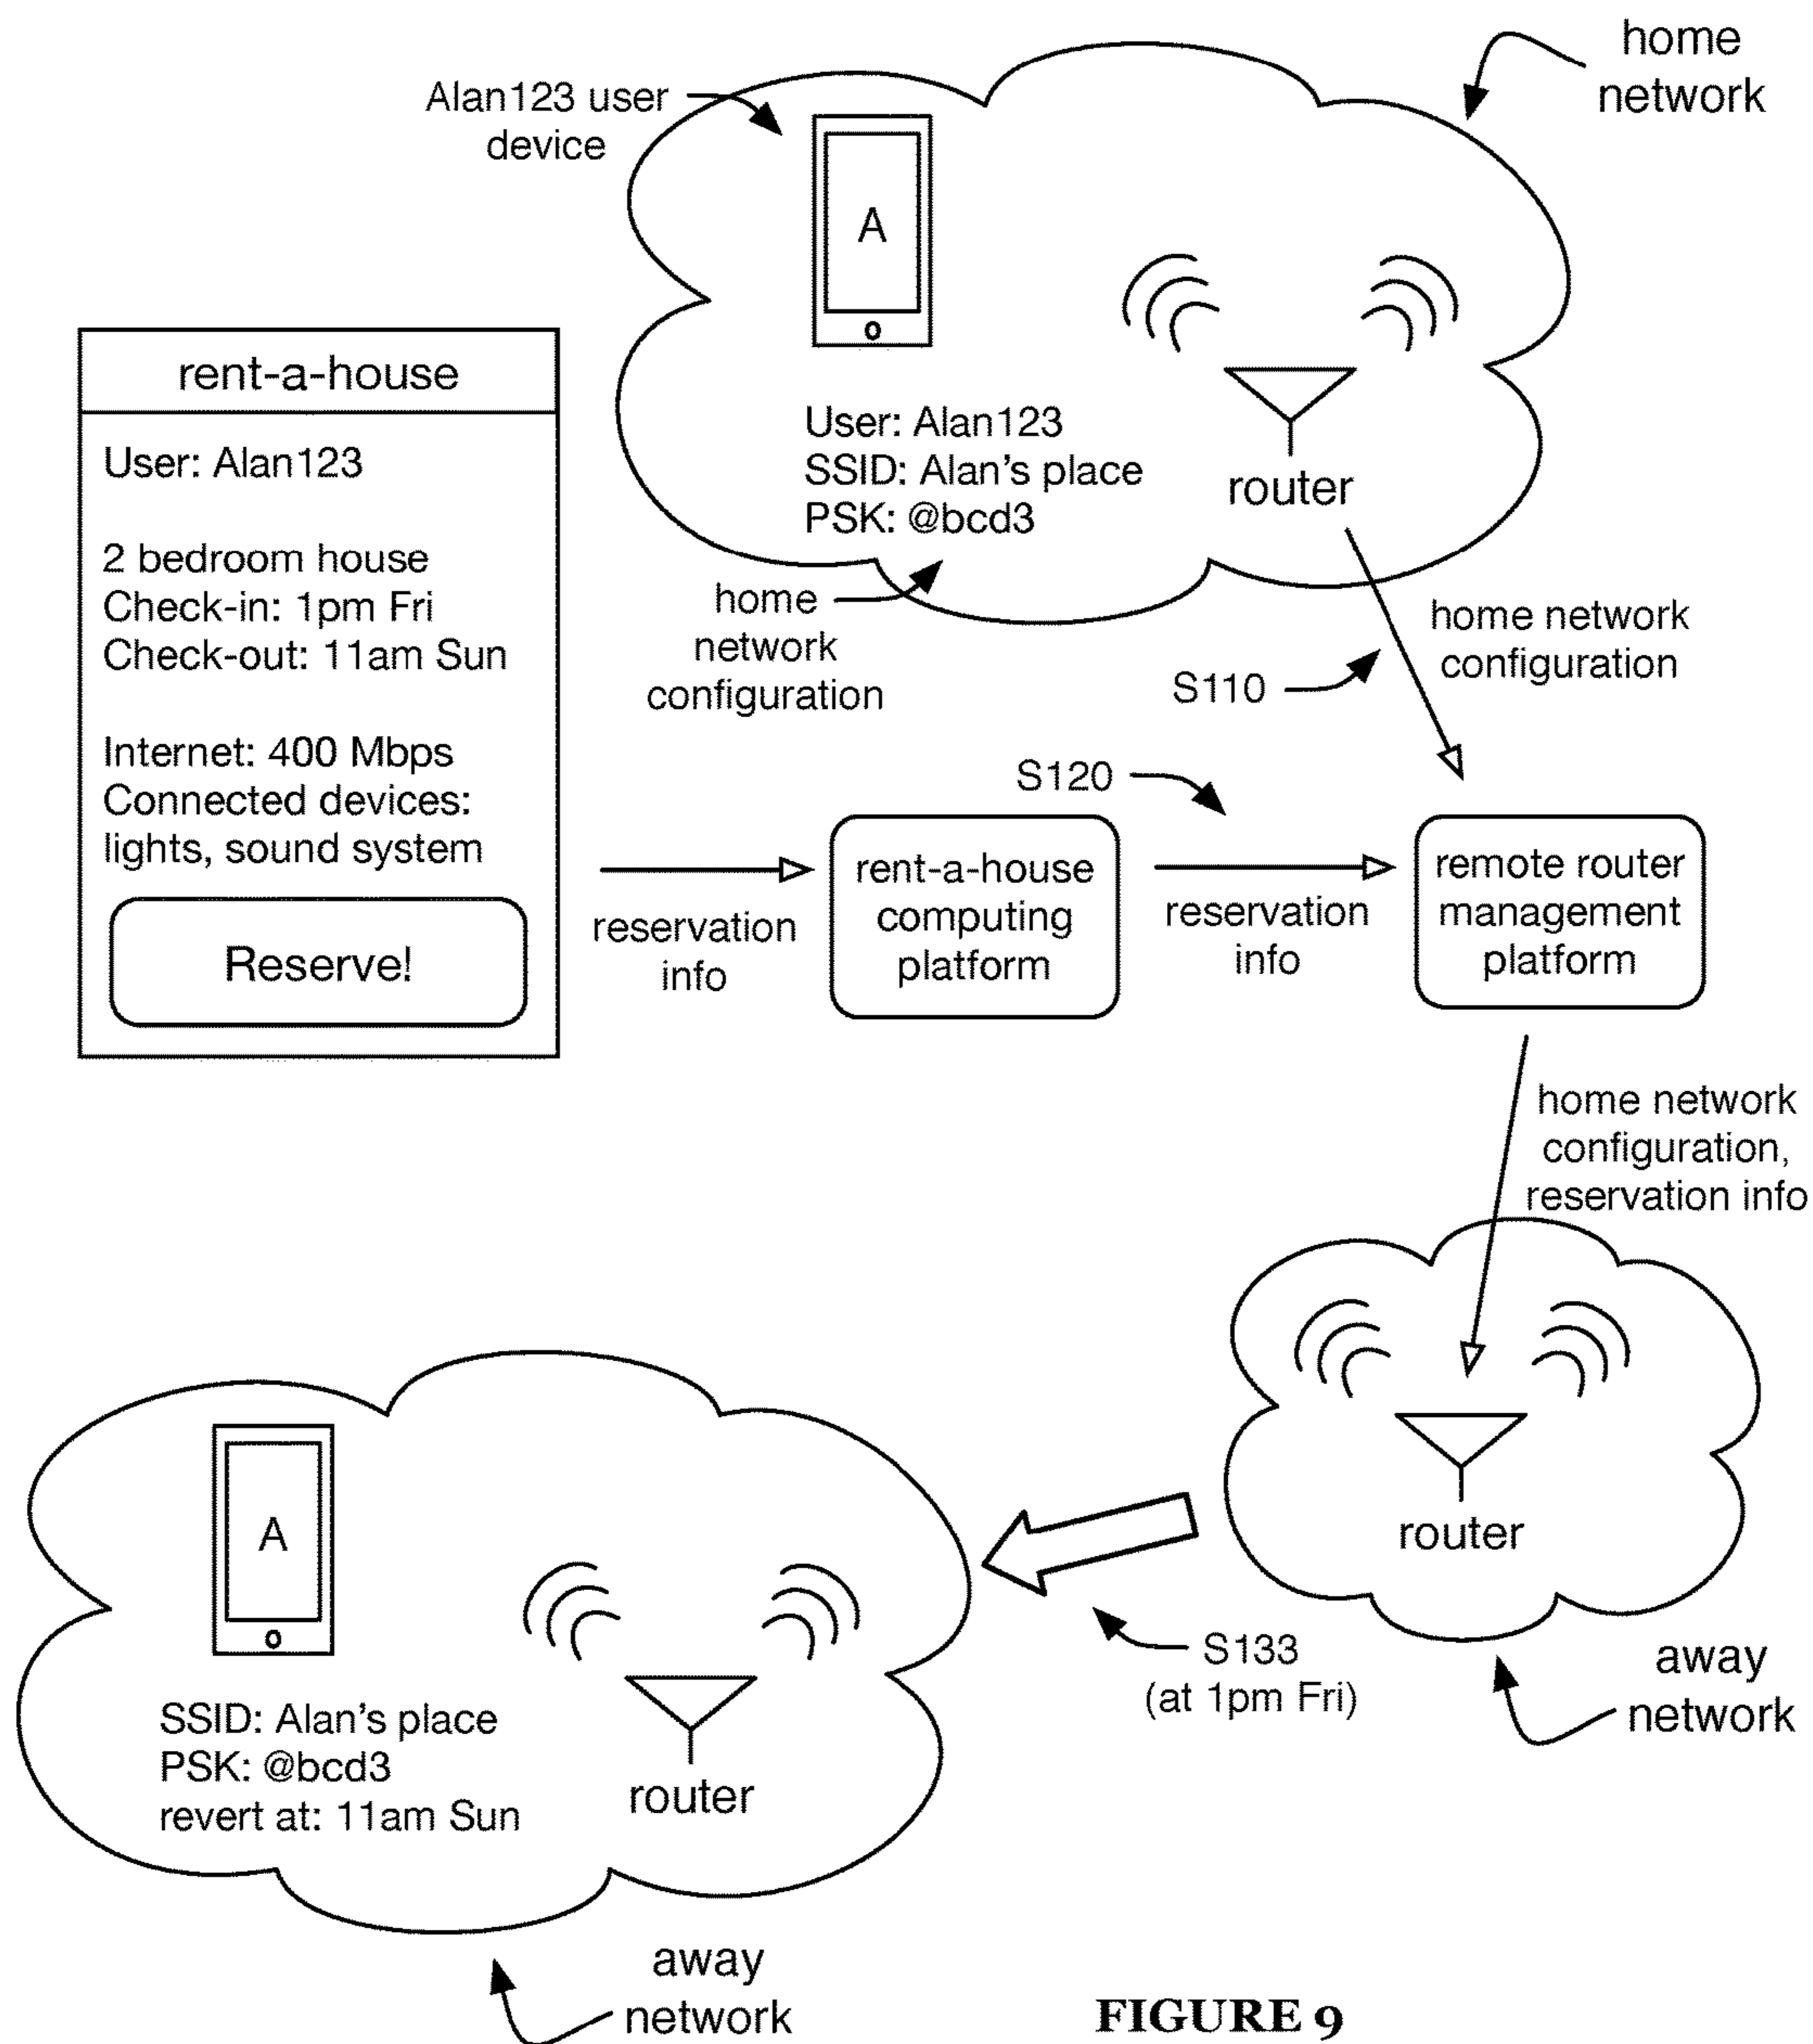 home
network
Alan123 user
device
A
User: Alan123
SSID: Alan's place
PSK: @bcd3
router
home
network
configuration
rent-a-house
User: Alan123
2 bedroom house
Check-in: 1pm Fri
Check-out: 11am Sun
Internet: 400 Mbps
Connected devices:
lights, sound system
Reserve!
home network
configuration
S110
S120
reservation
info
rent-a-house
computing
platform
reservation
info
remote router
management
platform
home network
configuration,
reservation info
router
away
network
S133
(at 1pm Fri)
A
SSID: Alan's place
PSK: @bcd3
revert at: 11am Sun
router
away
network
FIGURE 9